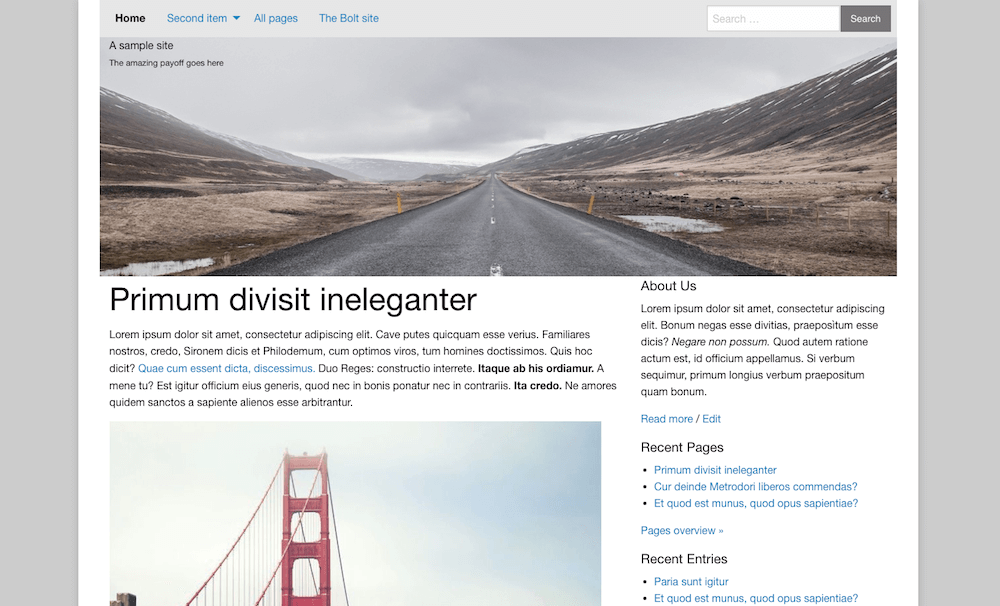 Home Second item All pages The Bolt site Search … Search
A sample site
The amazing payoff goes here
Primum divisit ineleganter
Lorem ipsum dolor sit amet, consectetur adipiscing elit. Cave putes quicquam esse verius. Familiares
nostros, credo, Sironem dicis et Philodemum, cum optimos viros, tum homines doctissimos. Quis hoc
dicit? Quae cum essent dicta, discessimus. Duo Reges: constructio interrete. Itaque ab his ordiamur. A
mene tu? Est igitur officium eius generis, quod nec in bonis ponatur nec in contrariis. Ita credo. Ne amores
quidem sanctos a sapiente alienos esse arbitrantur.
About Us
Lorem ipsum dolor sit amet, consectetur adipiscing
elit. Bonum negas esse divitias, praeposìtum esse
dicis? Negare non possum. Quod autem ratione
actum est, id officium appellamus. Si verbum
sequimur, primum longius verbum praepositum
quam bonum.
Read more / Edit
Recent Pages
Primum divisit ineleganter
Cur deinde Metrodori liberos commendas?
Et quod est munus, quod opus sapientiae?
Pages overview »
Recent Entries
Paria sunt igitur
Et quod est munus, quod opus sapientiae?